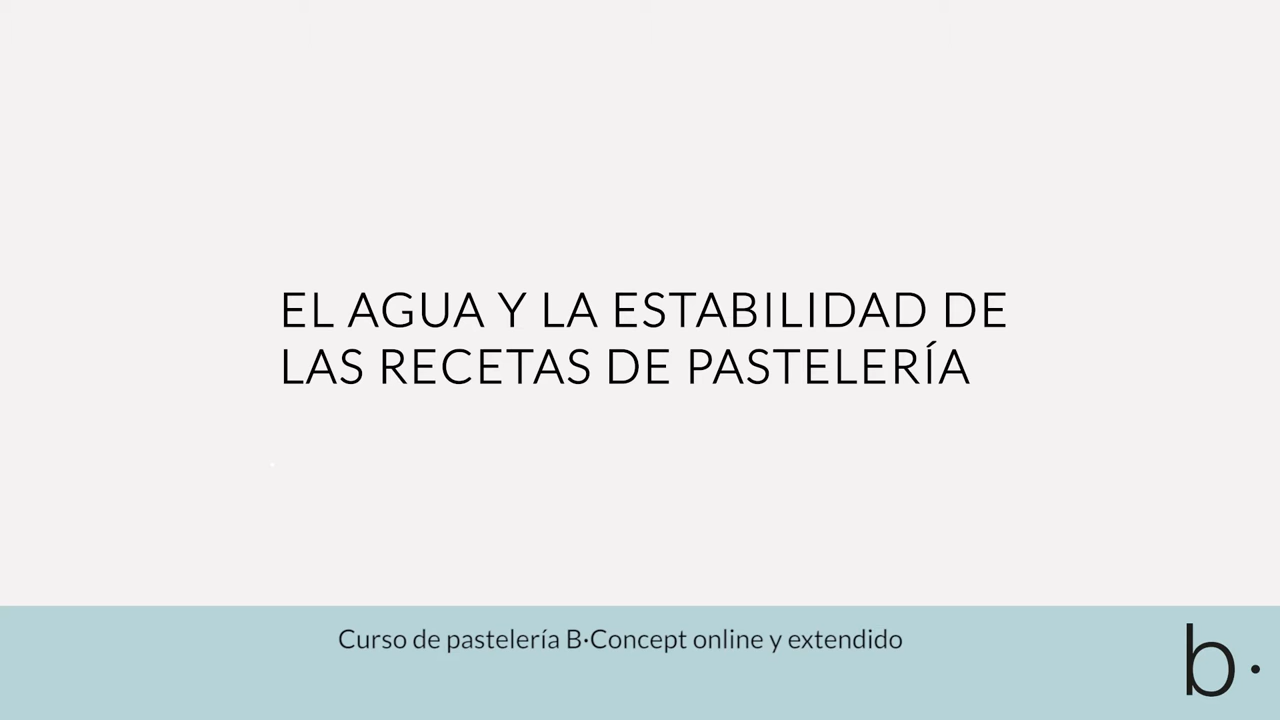 EL AGUA Y LA ESTABILIDAD DE
LAS RECETAS DE PASTELERÍA
Curso de pastelería B·Concept online y extendido
b·